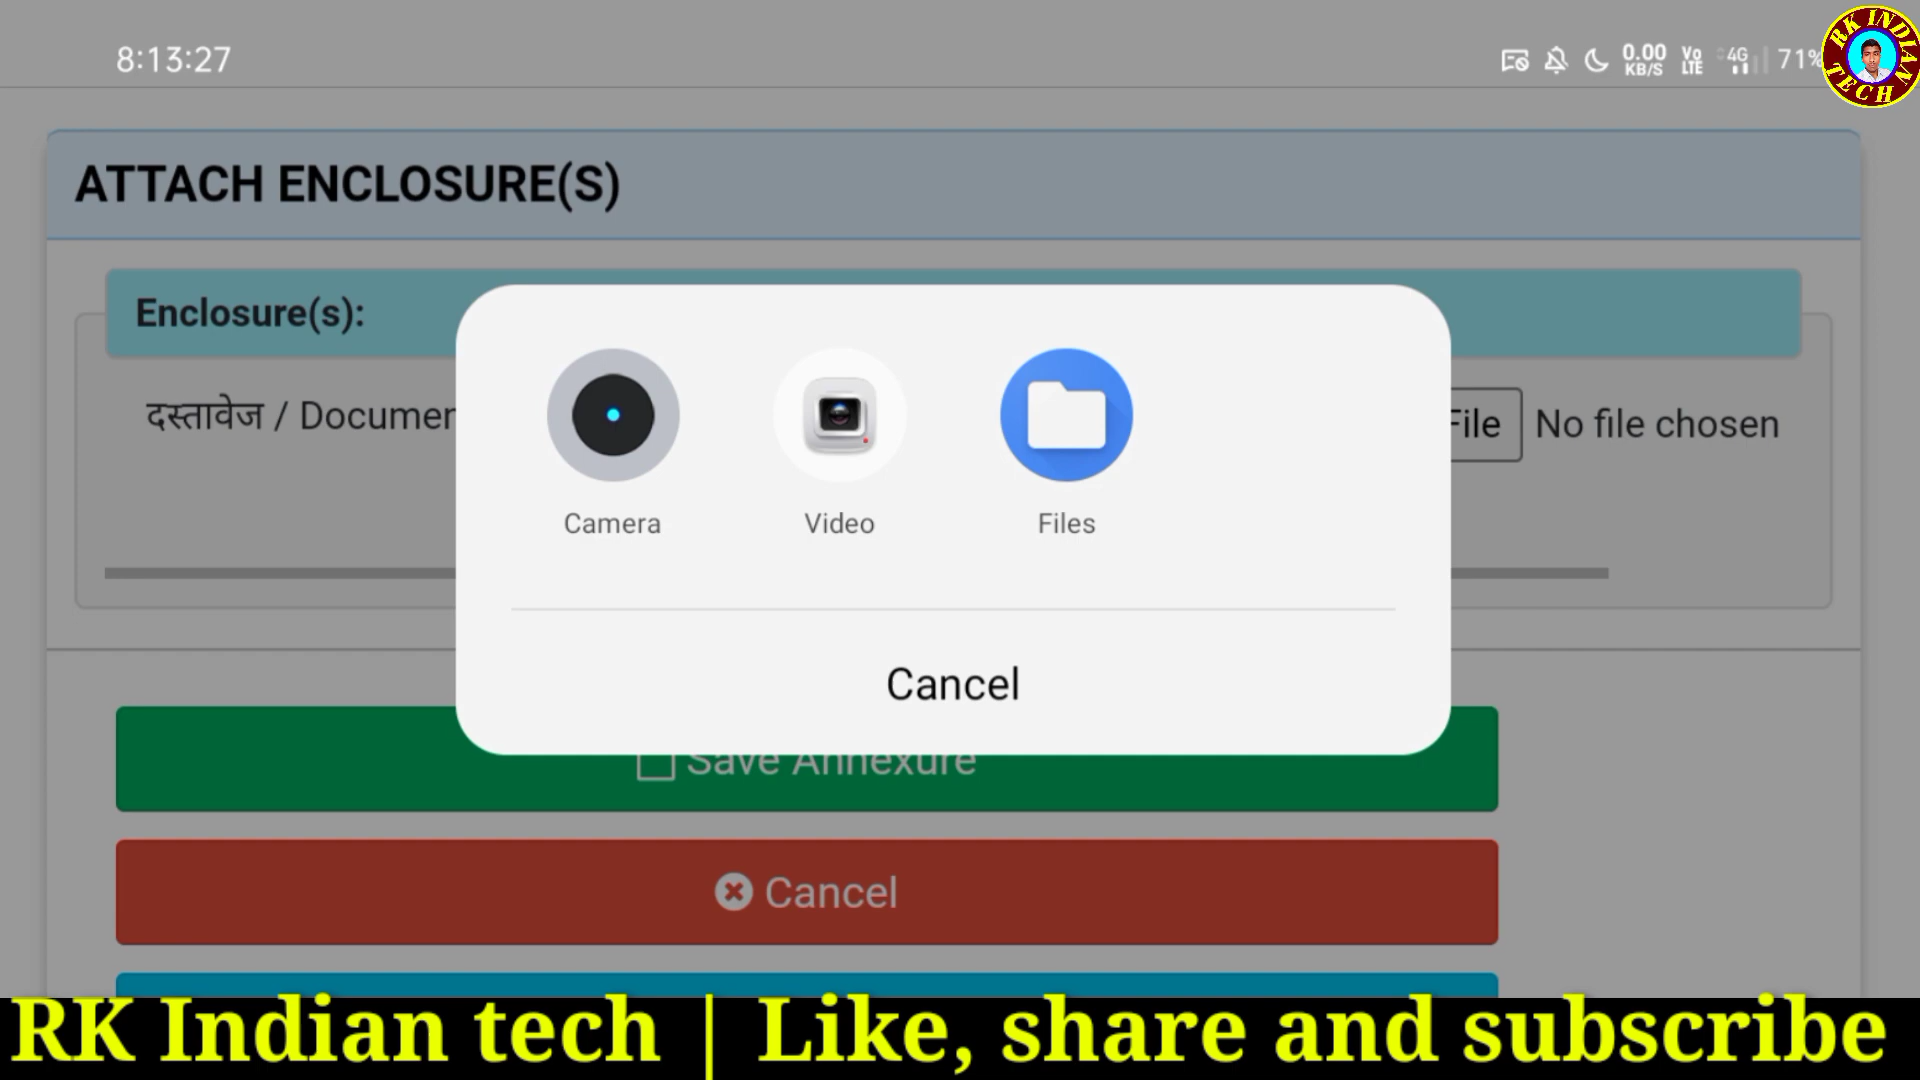 8:13:27 0.00 KB/S Vo LTE 4G 71%
RK INDIAN TECH
ATTACH ENCLOSURE(S)
Enclosure(s):
दस्तावेज / Documen File No file chosen
Camera Video Files
Cancel
Save Annexure
Cancel
RK Indian tech | Like, share and subscribe